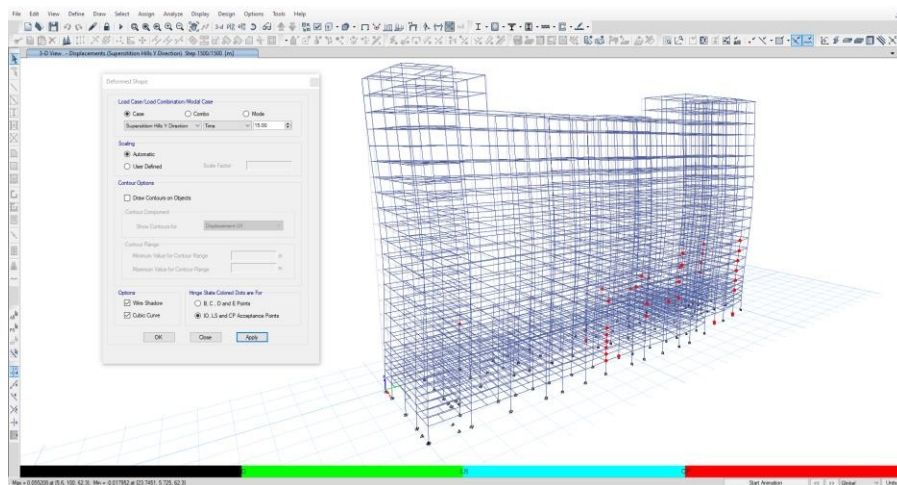 File Edit View Define Draw Select Assign Analyze Display Design Options Tools Help
3-D View - Displacements (Superstition Hills Y Direction) Step 1500/1500 [m]
Deformed Shape
Load Case/Load Combination/Modal Case
Case Combo Mode
Superstition Hills Y Direction Time 15.00
Scaling
Automatic
User Defined Scale Factor
Contour Options
Draw Contours on Objects
Contour Component
Show Contours for Displacement
Contour Range
Minimum Value for Contour Range m
Maximum Value for Contour Range m
Options Hinge State Colored Dots are For
Wire Shadow B, C, D and E Points
Cubic Curve IO, LS and CP Acceptance Points
OK Close Apply
Start Animation << >> Global